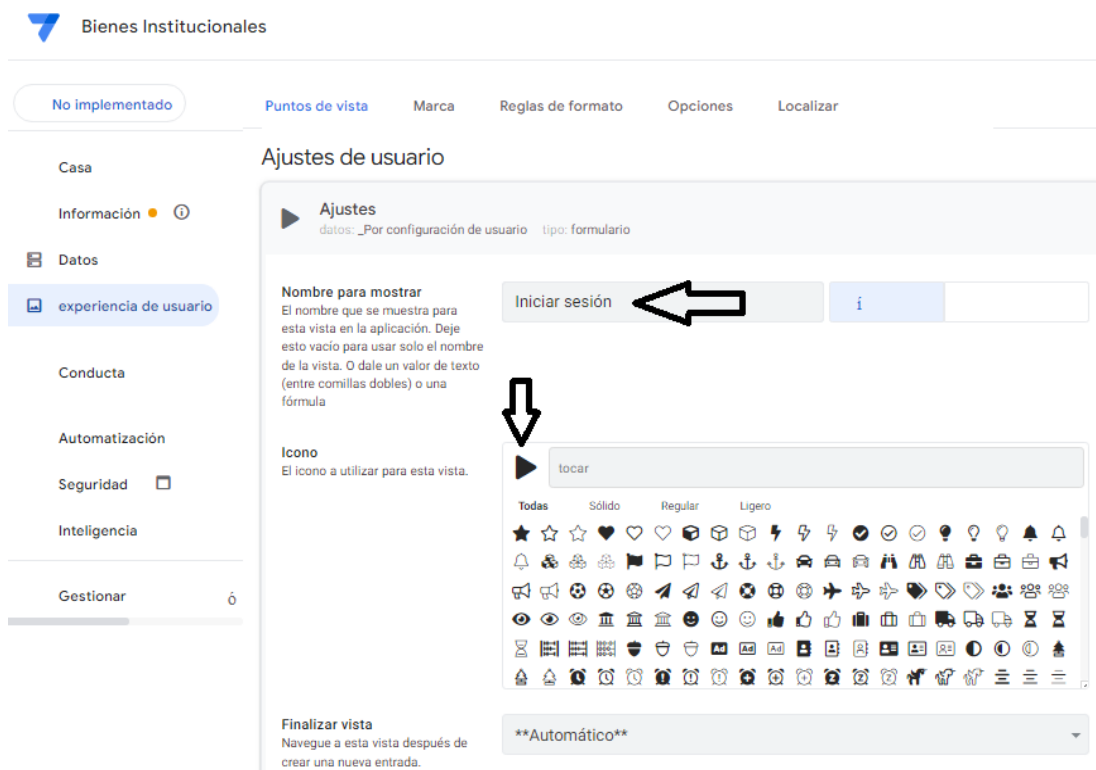 Bienes Institucionales
No implementado
Puntos de vista Marca Reglas de formato Opciones Localizar
Ajustes de usuario
Casa
Información
Datos
experiencia de usuario
Conducta
Automatización
Seguridad
Inteligencia
Gestionar ó
Ajustes
datos: _Por configuración de usuario tipo: formulario
Nombre para mostrar
El nombre que se muestra para
esta vista en la aplicación. Deje
esto vacío para usar solo el nombre
de la vista. O dale un valor de texto
(entre comillas dobles) o una
fórmula
Iniciar sesión í
Icono
El icono a utilizar para esta vista.
tocar
Todas Sólido Regular Ligero
Ad Ad Ad
Finalizar vista
Navegue a esta vista después de
crear una nueva entrada.
**Automático**